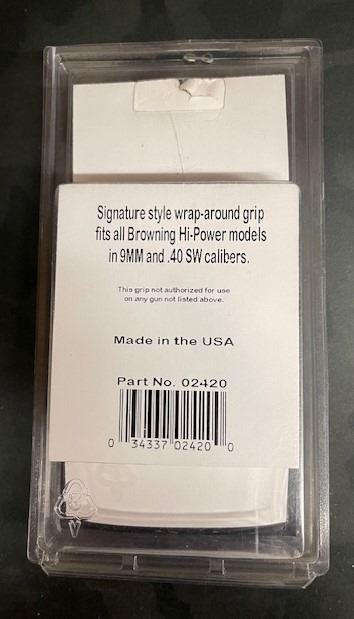 Signature style wrap-around grip
fits all Browning Hi-Power models
in 9MM and .40 SW calibers.
This grip not authorized for use
on any gun not listed above.
Made in the USA
Part No. 02420
0 34337 02420 0